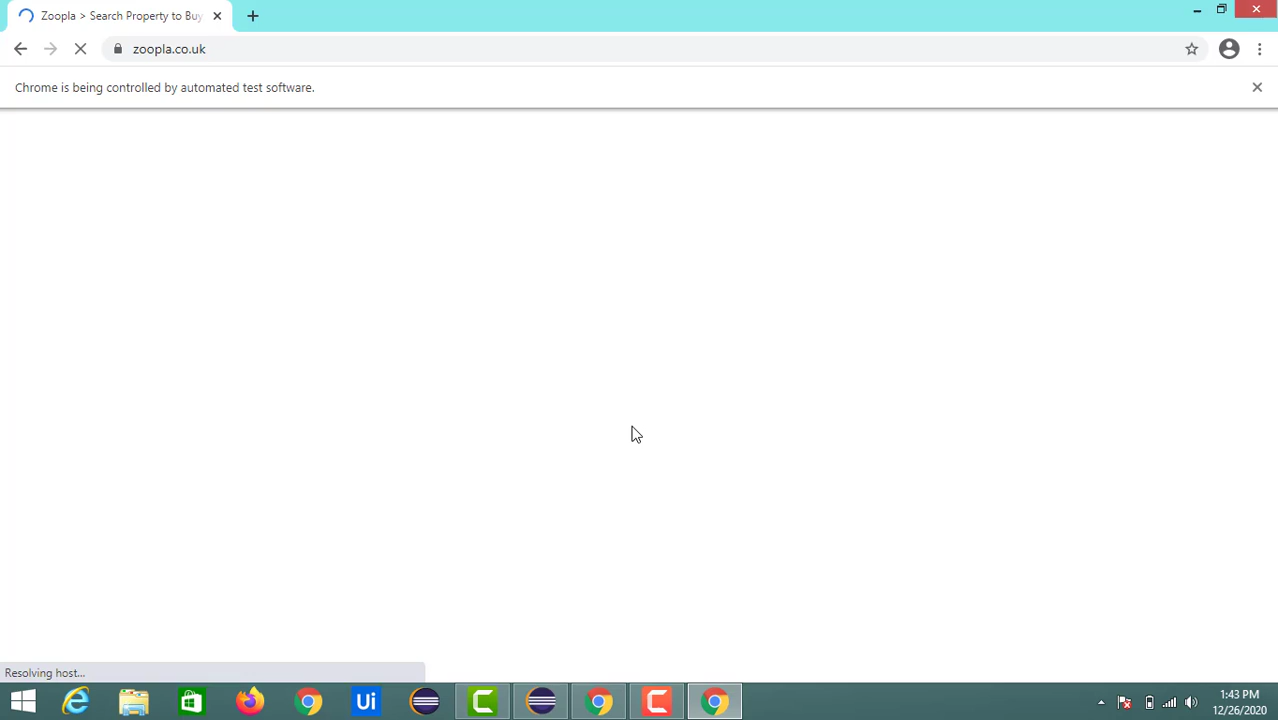 Zoopla > Search Property to Buy
zoopla.co.uk
Chrome is being controlled by automated test software.
Resolving host...
Ui
1:43 PM
12/26/2020